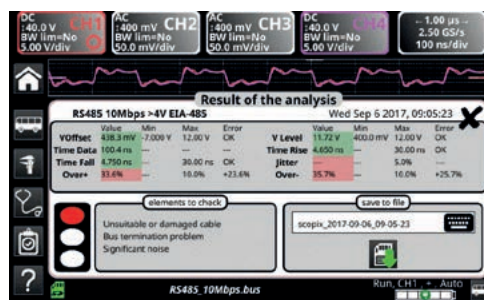 DC AC AC DC
÷40.0 V CH1 ÷400 mV CH2 ÷400 mV CH3 ÷40.0 V CH4 ←1.00 µs→
BW lim=No BW lim=No BW lim=No BW lim=No 2.50 GS/s
5.00 V/div 50.0 mV/div 50.0 mV/div 5.00 V/div 100 ns/div
Result of the analysis
RS485 10Mbps >4V EIA-485 Wed Sep 6 2017, 09:05:23
Value Min Max Error Value Min Max Error
VOffset 438.3 mV -7.000 V 12.00 V OK V Level 11.72 V 400.0 mV 12.00 V OK
Time Data 100.4 ns --- --- --- Time Rise 4.650 ns --- 30.00 ns OK
Time Fall 4.750 ns --- 30.00 ns OK Jitter --- --- 5.0% ---
Over+ 33.6% --- 10.0% +23.6% Over- 35.7% --- 10.0% +25.7%
elements to check save to file
Unsuitable or damaged cable
Bus termination problem
Significant noise
scopix_2017-09-06_09-05-23
?
RS485_10Mbps.bus Run, CH1 , + , Auto